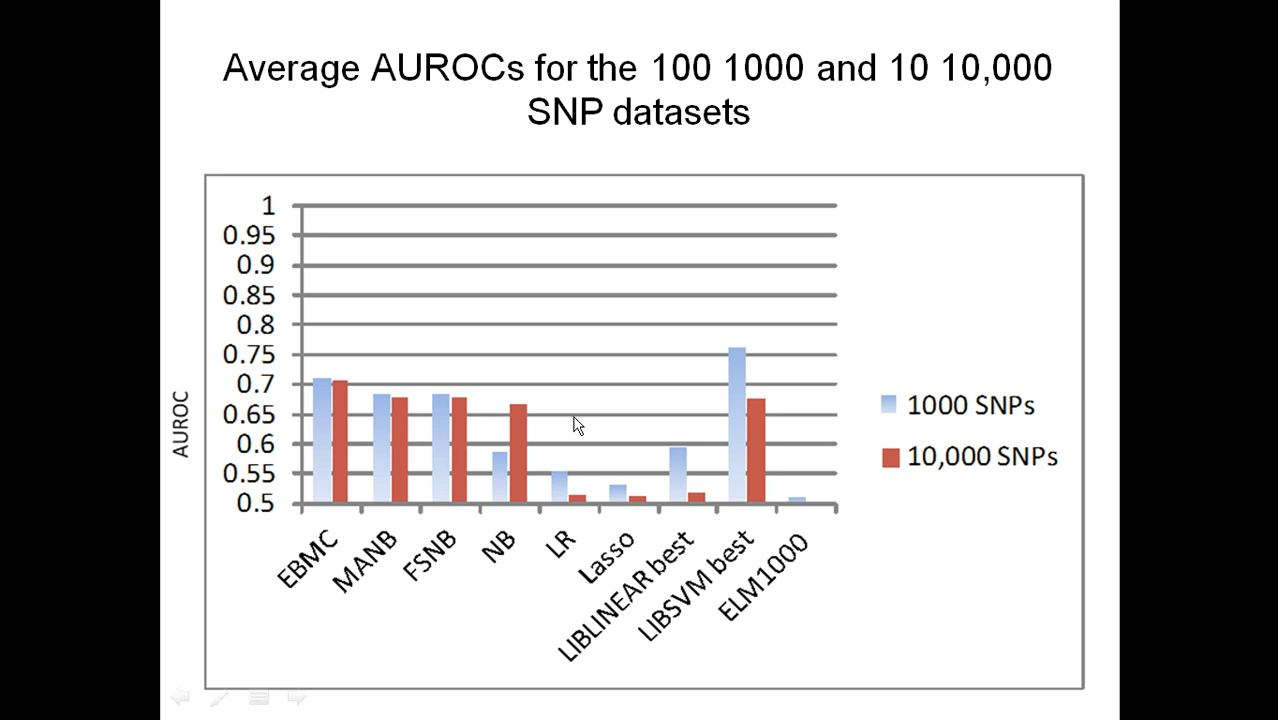 Average AUROCs for the 100 1000 and 10 10,000
SNP datasets
1
0.95
0.9
0.85
0.8
0.75
0.7
0.65
0.6
0.55
0.5
AUROC
EBMC
MANB
FSNB
NB
LR
Lasso
LIBLINEAR best
LIBSVM best
ELM1000
1000 SNPs
10,000 SNPs